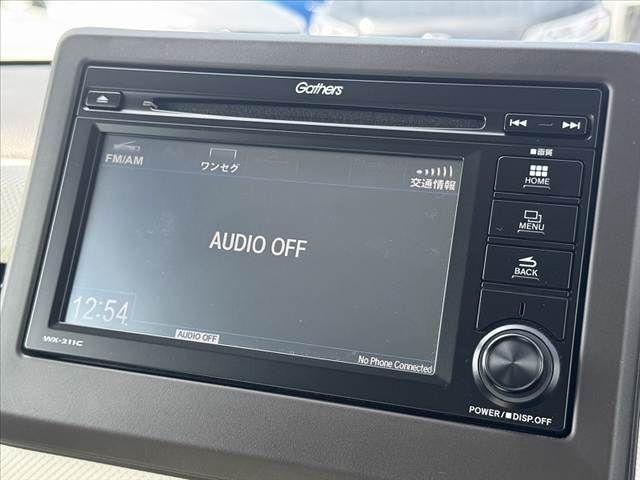 Gathers
FM/AM
ワンセグ
交通情報
AUDIO OFF
12:54
AUDIO OFF
No Phone Connected
WX-211C
■画質
HOME
MENU
BACK
POWER/■DISP.OFF